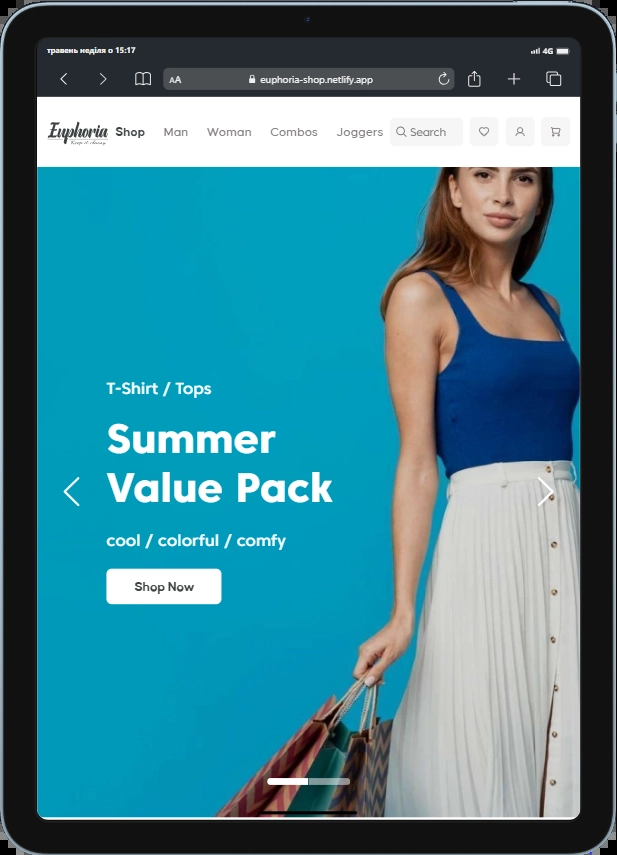 травень неділя о 15:17
4G
AA
euphoria-shop.netlify.app
Euphoria
Keep it classy
Shop
Man
Woman
Combos
Joggers
Search
T-Shirt / Tops
Summer
Value Pack
cool / colorful / comfy
Shop Now